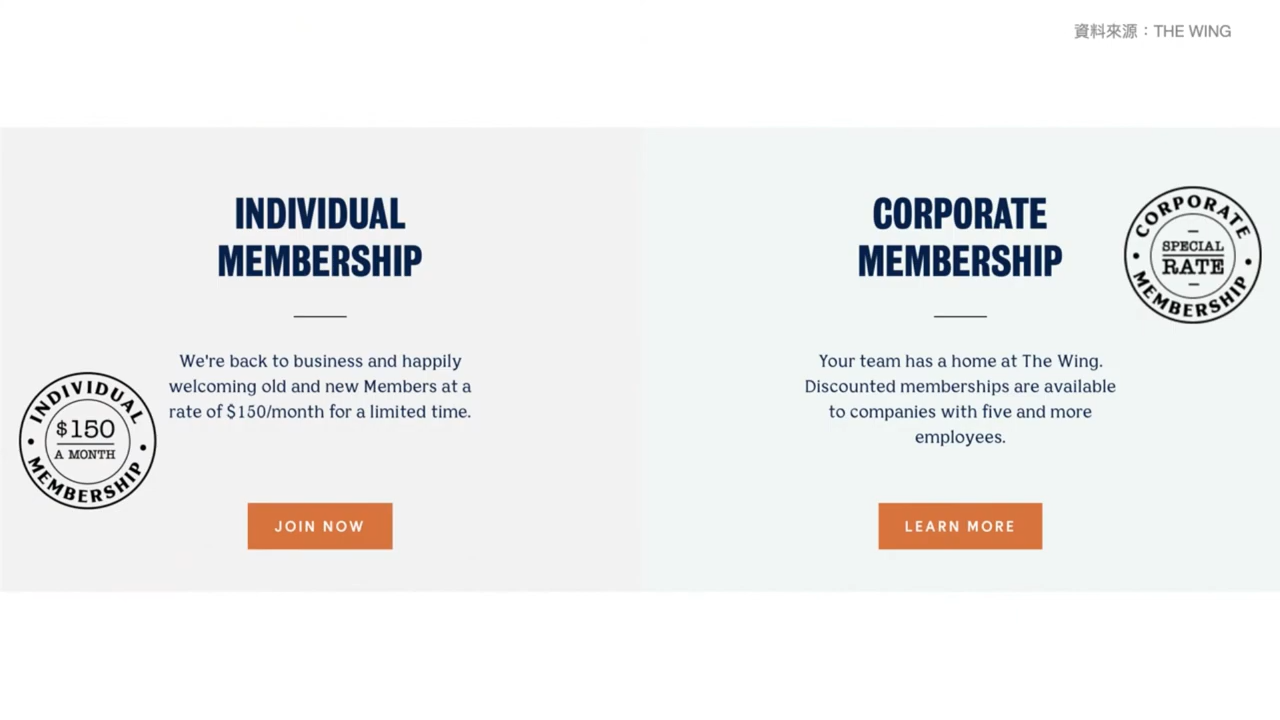 資料來源：THE WING
INDIVIDUAL
MEMBERSHIP
We're back to business and happily
welcoming old and new Members at a
rate of $150/month for a limited time.
INDIVIDUAL
$150
A MONTH
MEMBERSHIP
JOIN NOW
CORPORATE
MEMBERSHIP
CORPORATE
SPECIAL
RATE
MEMBERSHIP
Your team has a home at The Wing.
Discounted memberships are available
to companies with five and more
employees.
LEARN MORE